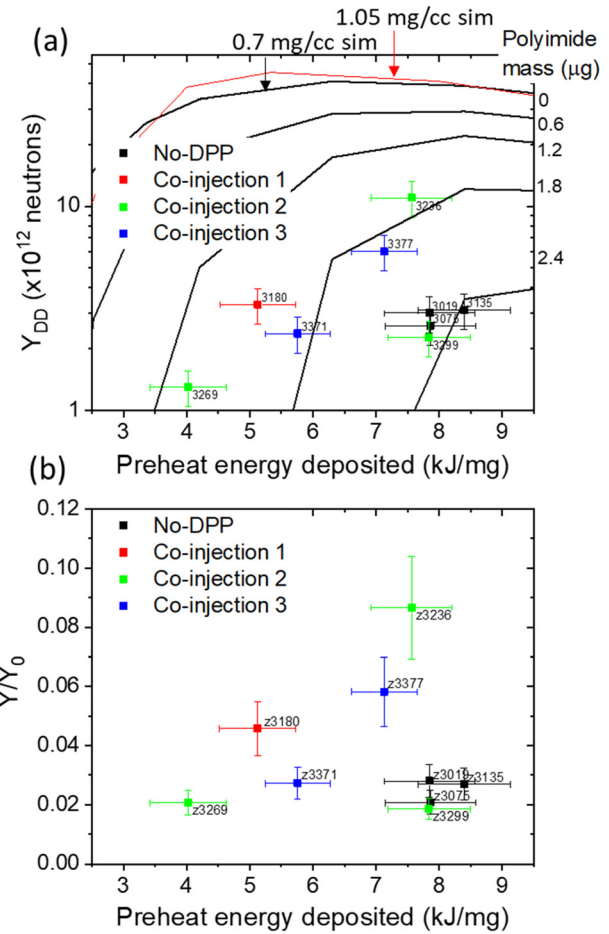 1.05 mg/cc sim
(a)
0.7 mg/cc sim
Polyimide
mass (μg)
0
0.6
1.2
1.8
2.4
No-DPP
Co-injection 1
Co-injection 2
Co-injection 3
Y_DD (x10^12 neutrons)
10
1
3236
3377
3180
3019
3135
3076
3371
3299
3269
3 4 5 6 7 8 9
Preheat energy deposited (kJ/mg)
(b)
0.12
0.10
0.08
0.06
0.04
0.02
0.00
Y/Y_0
No-DPP
Co-injection 1
Co-injection 2
Co-injection 3
z3236
z3377
z3180
z3371
z3019
z3135
z3075
z3299
z3269
3 4 5 6 7 8 9
Preheat energy deposited (kJ/mg)